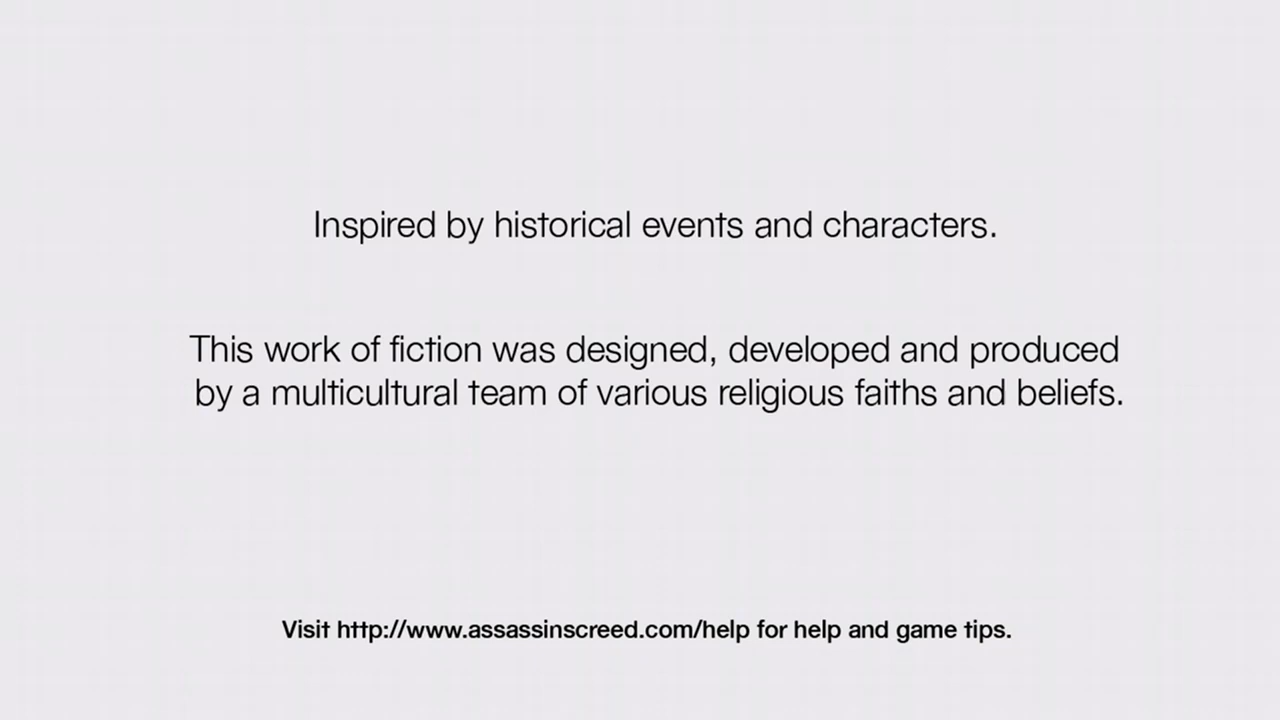 Inspired by historical events and characters.
This work of fiction was designed, developed and produced
by a multicultural team of various religious faiths and beliefs.
Visit http://www.assassinscreed.com/help for help and game tips.